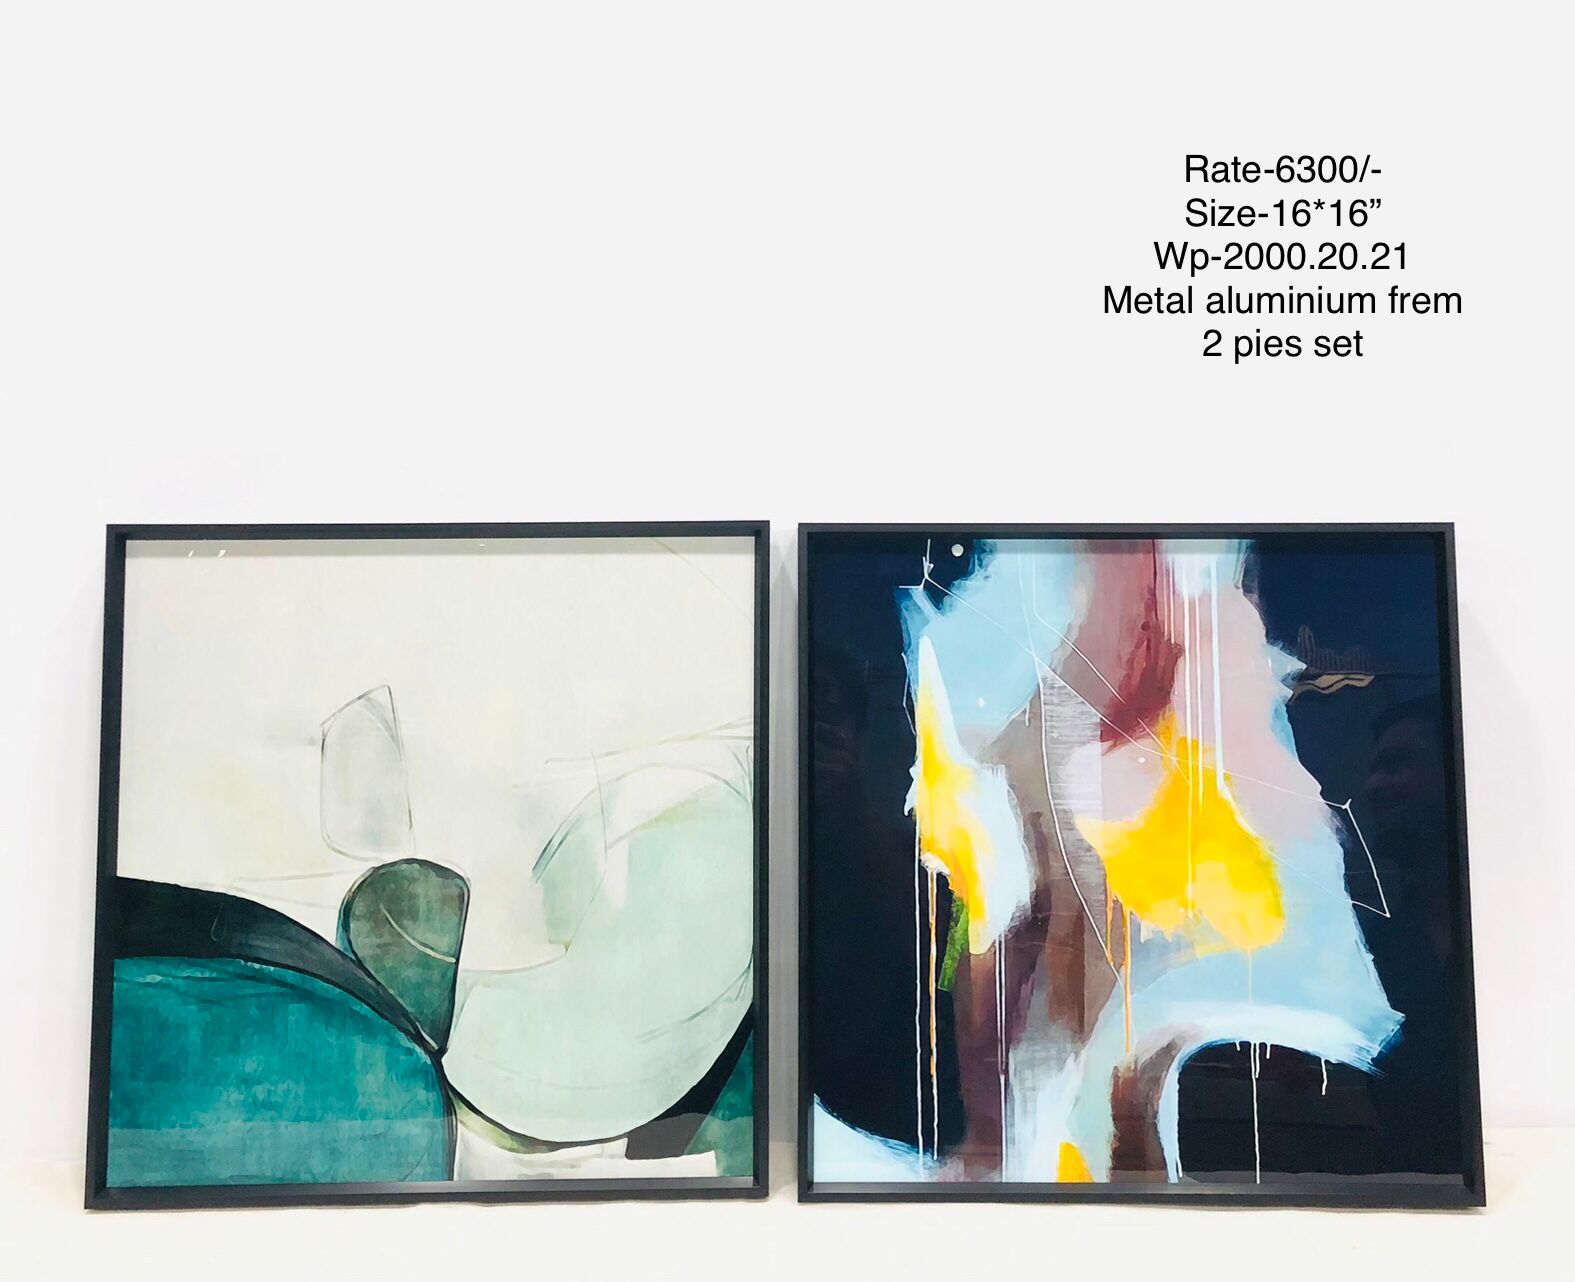 Rate-6300/-
Size-16*16”
Wp-2000.20.21
Metal aluminium frem
2 pies set